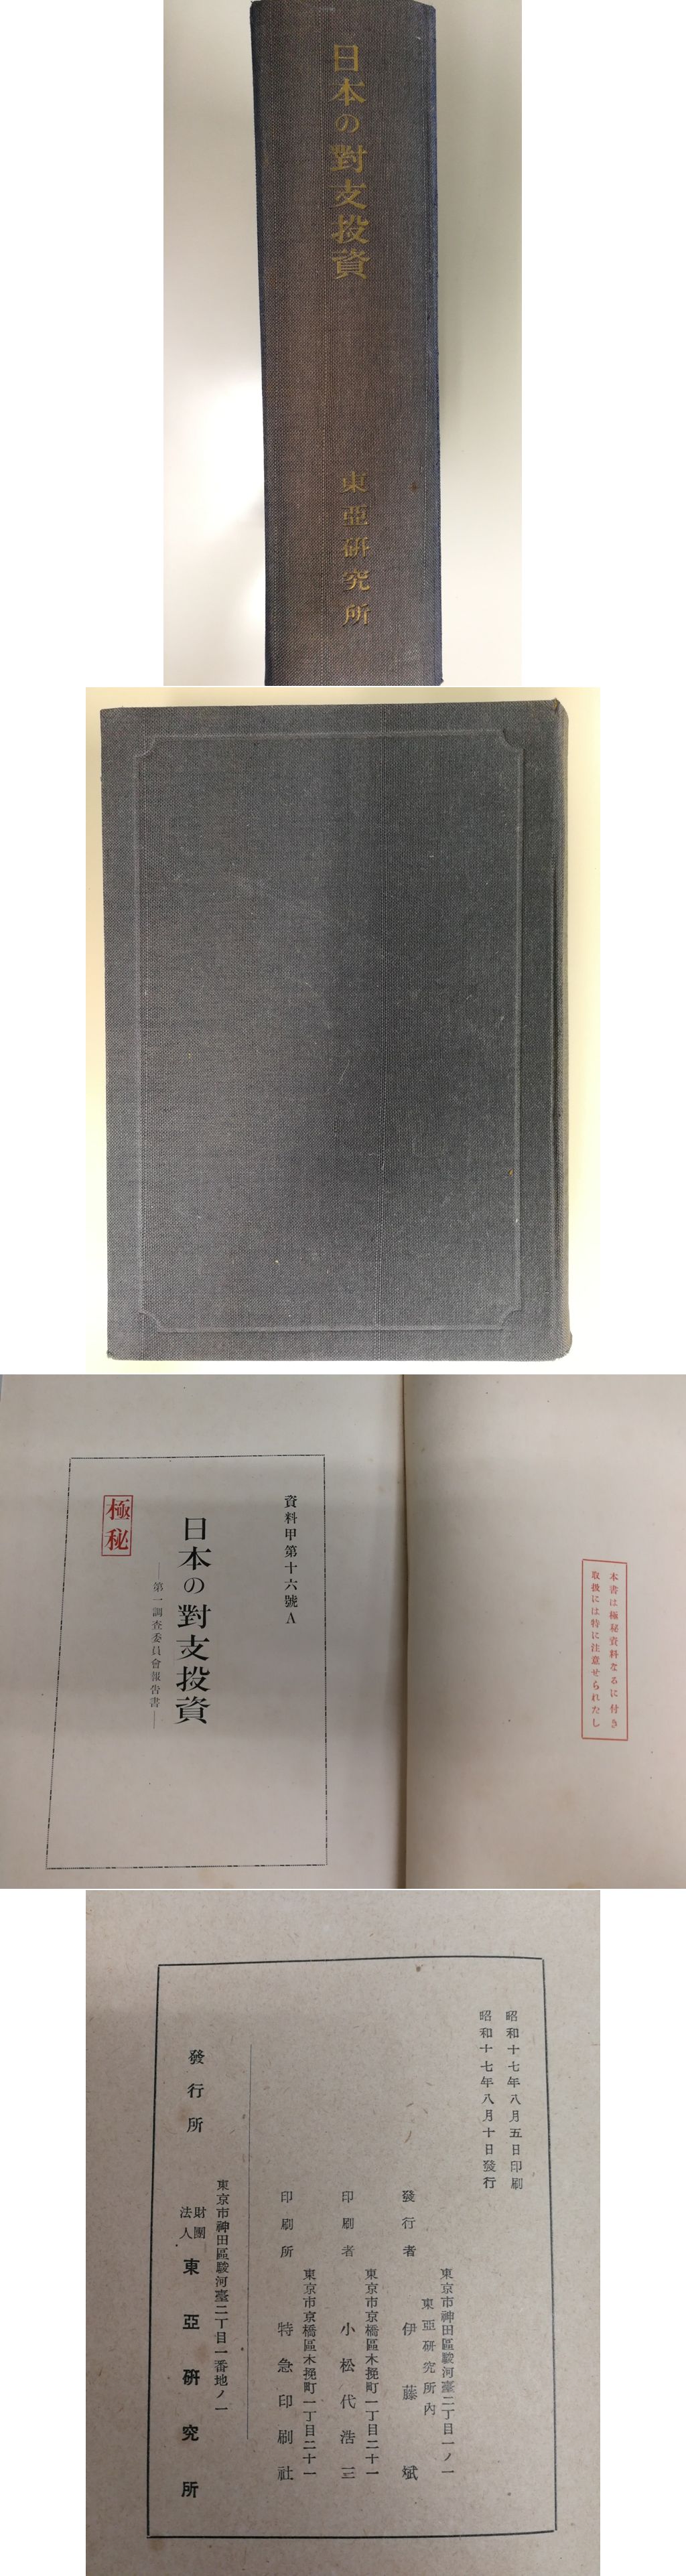 日本の對支投資
東亞研究所
本書は極秘資料なるに付き
取扱には特に注意せられたし
資料甲第十六號A
日本の對支投資
―第一調査委員會報告書―
極秘
昭和十七年八月五日印刷
昭和十七年八月十日發行
東京市神田區駿河臺二丁目一ノ一
東亞研究所內
發行者 伊藤斌
東京市京橋區木挽町一丁目二十一
印刷者 小松代浩三
東京市京橋區木挽町一丁目二十一
印刷所 特急印刷社
東京市神田區駿河臺二丁目一番地ノ一
發行所 財團法人 東亞研究所